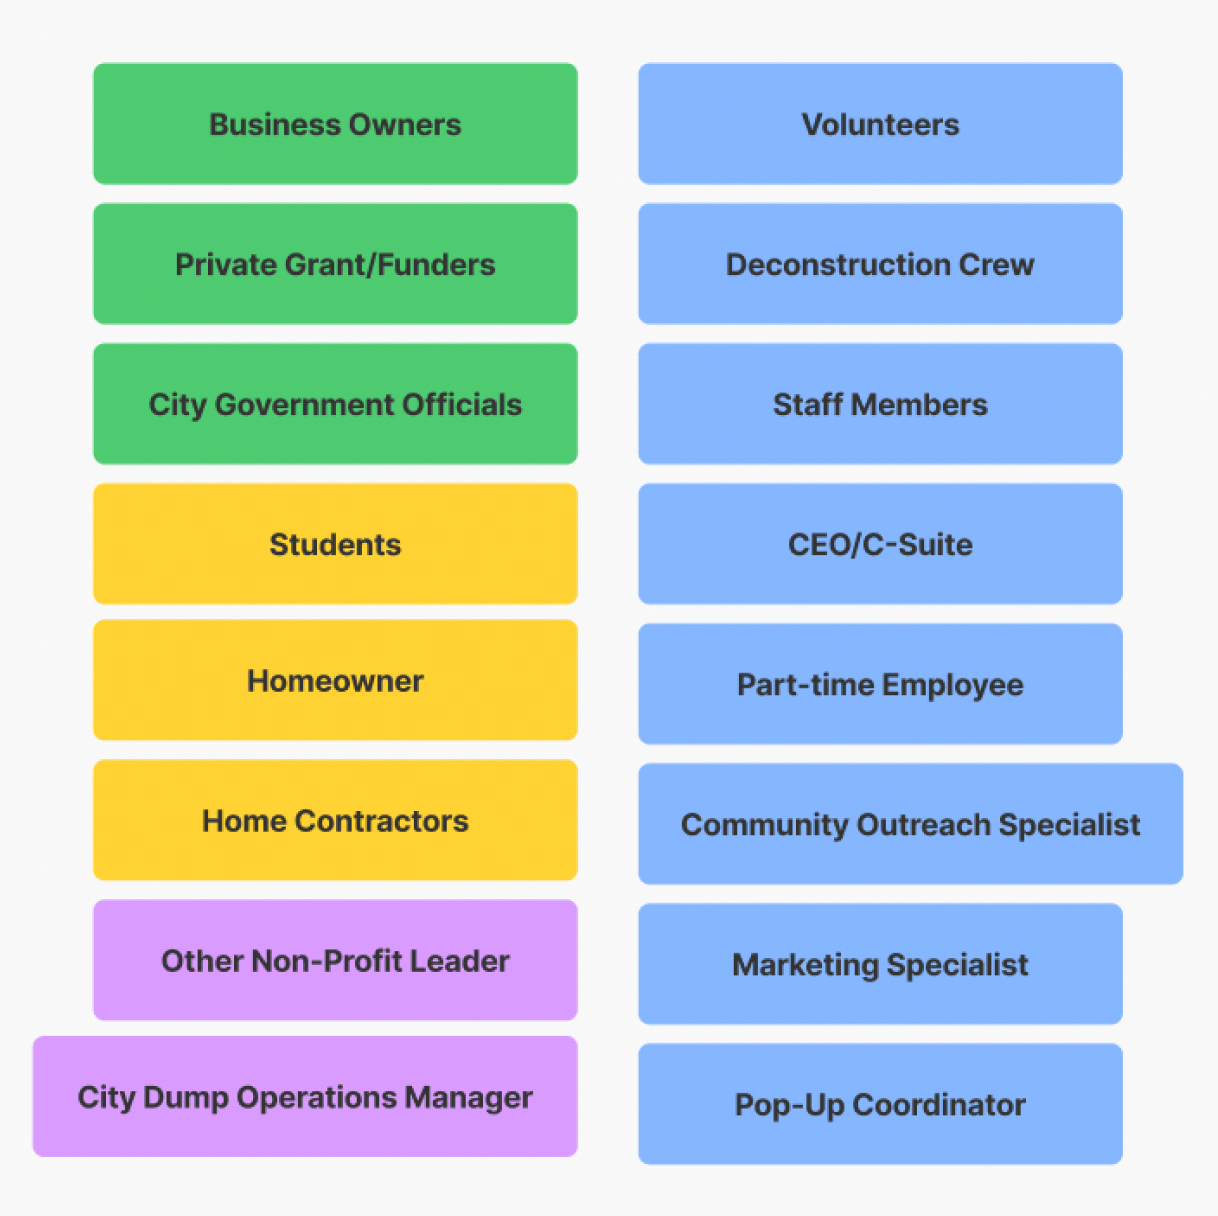 Business Owners
Private Grant/Funders
City Government Officials
Students
Homeowner
Home Contractors
Other Non-Profit Leader
City Dump Operations Manager
Volunteers
Deconstruction Crew
Staff Members
CEO/C-Suite
Part-time Employee
Community Outreach Specialist
Marketing Specialist
Pop-Up Coordinator